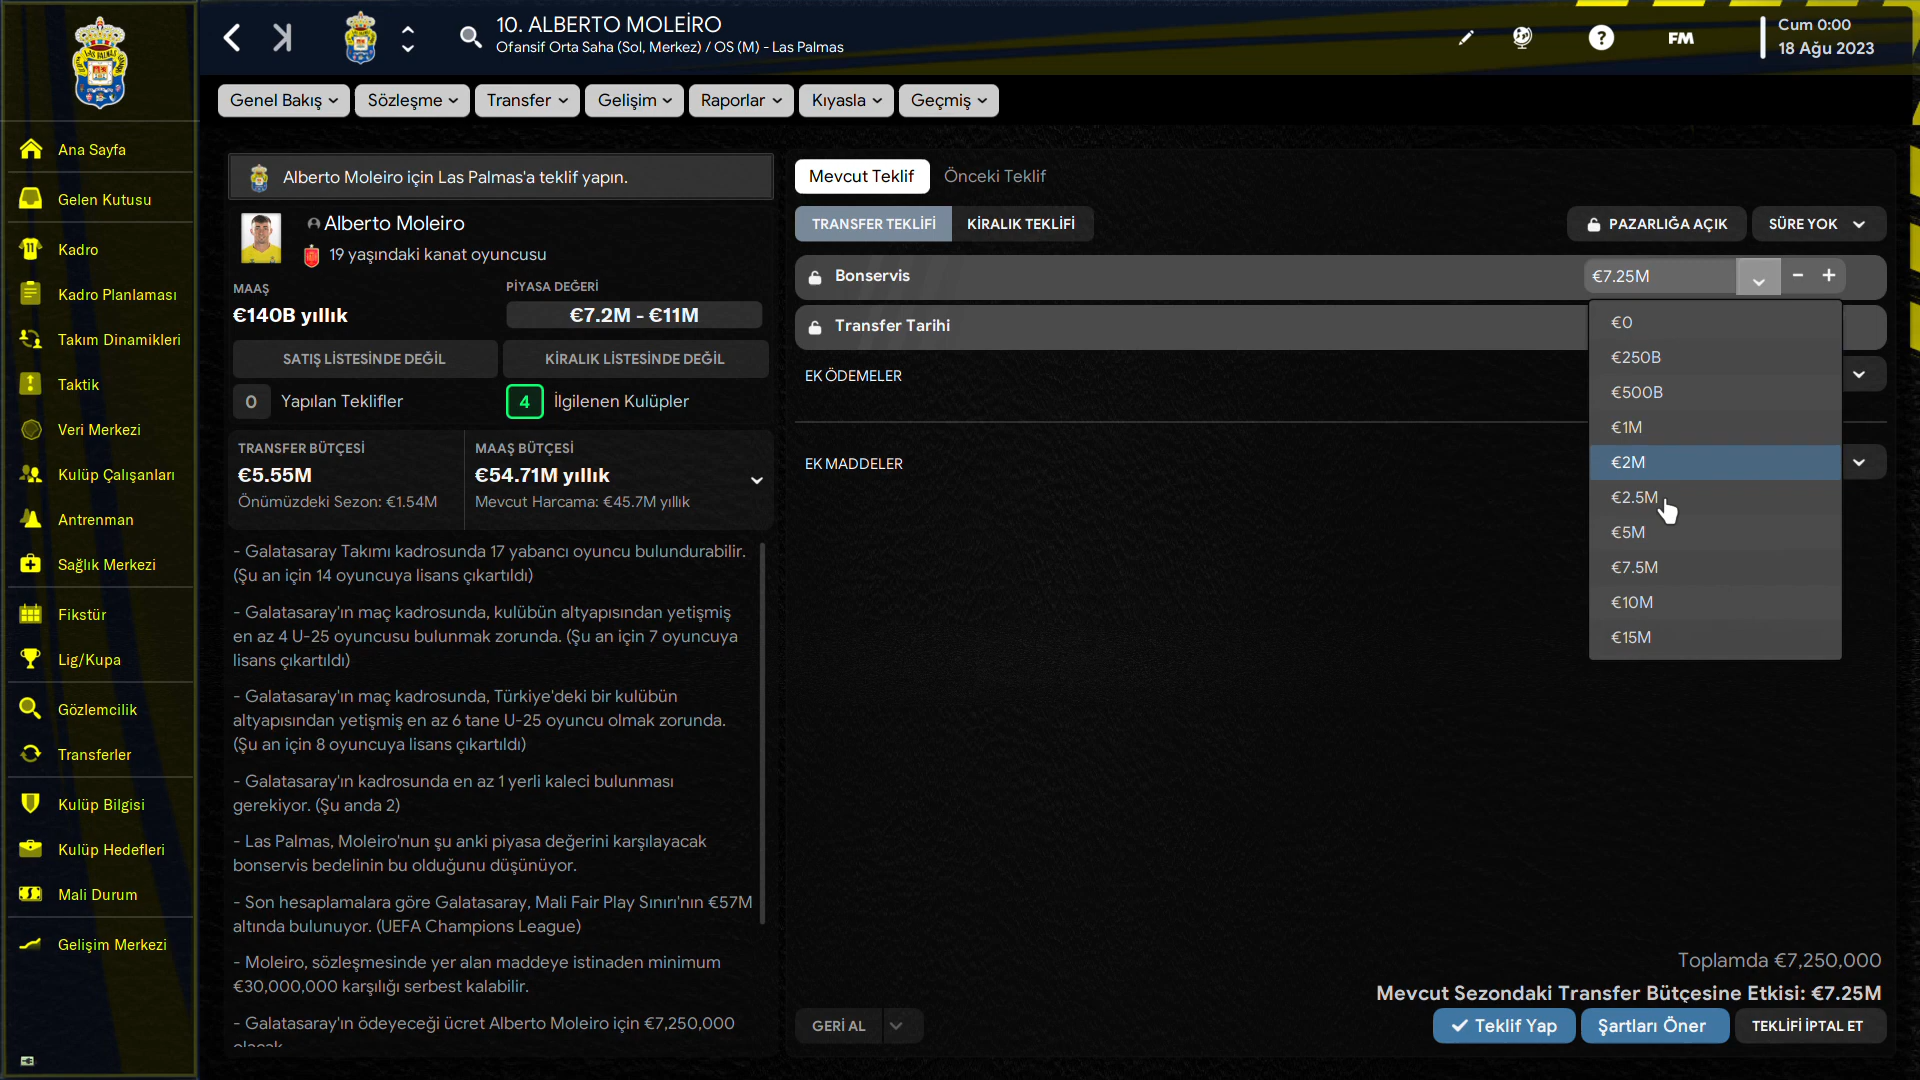 10. ALBERTO MOLEİRO
Ofansif Orta Saha (Sol, Merkez) / OS (M) - Las Palmas
FM
Cum 0:00
18 Ağu 2023
Genel Bakış
Sözleşme
Transfer
Gelişim
Raporlar
Kıyasla
Geçmiş
Ana Sayfa
Gelen Kutusu
Kadro
Kadro Planlaması
Takım Dinamikleri
Taktik
Veri Merkezi
Kulüp Çalışanları
Antrenman
Sağlık Merkezi
Fikstür
Lig/Kupa
Gözlemcilik
Transferler
Kulüp Bilgisi
Kulüp Hedefleri
Mali Durum
Gelişim Merkezi
Alberto Moleiro için Las Palmas'a teklif yapın.
Alberto Moleiro
19 yaşındaki kanat oyuncusu
MAAŞ
€140B yıllık
PİYASA DEĞERİ
€7.2M - €11M
SATIŞ LİSTESİNDE DEĞİL
KİRALIK LİSTESİNDE DEĞİL
0 Yapılan Teklifler
4 İlgilenen Kulüpler
TRANSFER BÜTÇESİ
€5.55M
Önümüzdeki Sezon: €1.54M
MAAŞ BÜTÇESİ
€54.71M yıllık
Mevcut Harcama: €45.7M yıllık
- Galatasaray Takımı kadrosunda 17 yabancı oyuncu bulundurabilir.
(Şu an için 14 oyuncuya lisans çıkartıldı)
- Galatasaray'ın maç kadrosunda, kulübün altyapısından yetişmiş
en az 4 U-25 oyuncusu bulunmak zorunda. (Şu an için 7 oyuncuya
lisans çıkartıldı)
- Galatasaray'ın maç kadrosunda, Türkiye'deki bir kulübün
altyapısından yetişmiş en az 6 tane U-25 oyuncu olmak zorunda.
(Şu an için 8 oyuncuya lisans çıkartıldı)
- Galatasaray'ın kadrosunda en az 1 yerli kaleci bulunması
gerekiyor. (Şu anda 2)
- Las Palmas, Moleiro'nun şu anki piyasa değerini karşılayacak
bonservis bedelinin bu olduğunu düşünüyor.
- Son hesaplamalara göre Galatasaray, Mali Fair Play Sınırı'nın €57M
altında bulunuyor. (UEFA Champions League)
- Moleiro, sözleşmesinde yer alan maddeye istinaden minimum
€30,000,000 karşılığı serbest kalabilir.
- Galatasaray'ın ödeyeceği ücret Alberto Moleiro için €7,250,000
olacak.
Mevcut Teklif
Önceki Teklif
TRANSFER TEKLİFİ
KİRALIK TEKLİFİ
PAZARLIĞA AÇIK
SÜRE YOK
Bonservis
€7.25M
Transfer Tarihi
EK ÖDEMELER
EK MADDELER
€0
€250B
€500B
€1M
€2M
€2.5M
€5M
€7.5M
€10M
€15M
Toplamda €7,250,000
Mevcut Sezondaki Transfer Bütçesine Etkisi: €7.25M
GERİ AL
Teklif Yap
Şartları Öner
TEKLİFİ İPTAL ET